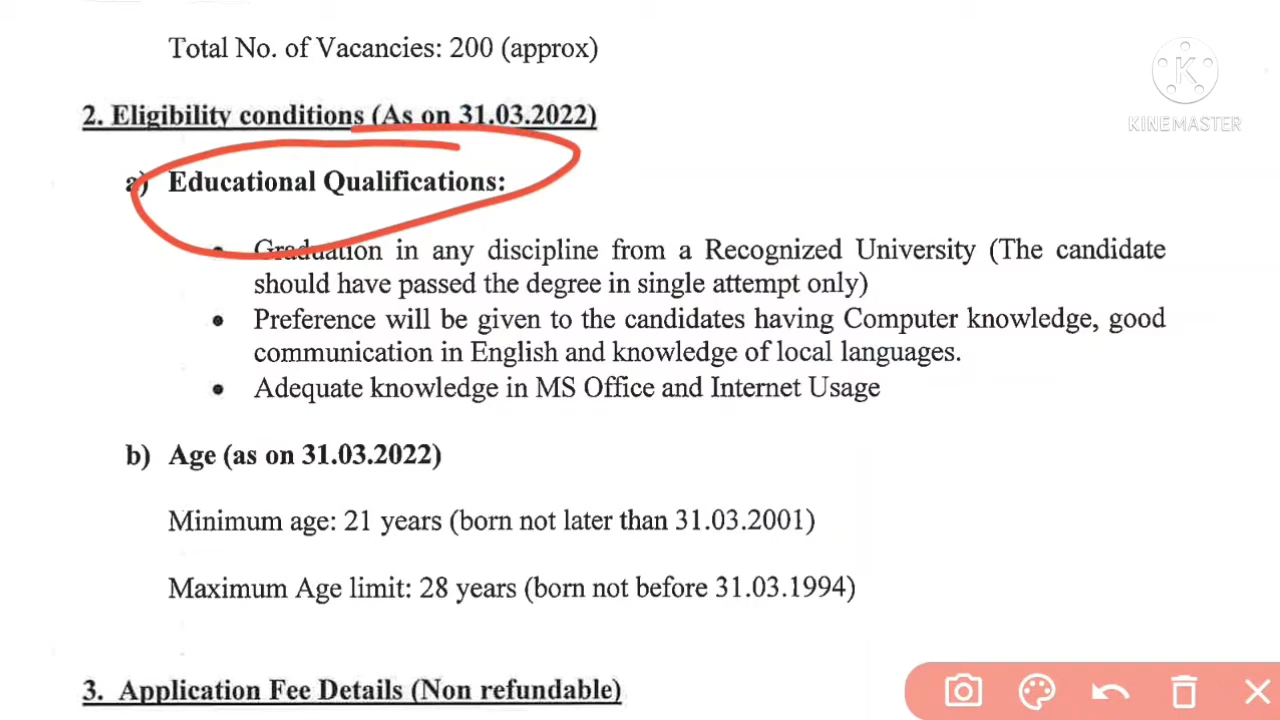 Total No. of Vacancies: 200 (approx)
KINEMASTER
2. Eligibility conditions (As on 31.03.2022)
a) Educational Qualifications:
• Graduation in any discipline from a Recognized University (The candidate
should have passed the degree in single attempt only)
• Preference will be given to the candidates having Computer knowledge, good
communication in English and knowledge of local languages.
• Adequate knowledge in MS Office and Internet Usage
b) Age (as on 31.03.2022)
Minimum age: 21 years (born not later than 31.03.2001)
Maximum Age limit: 28 years (born not before 31.03.1994)
3. Application Fee Details (Non refundable)